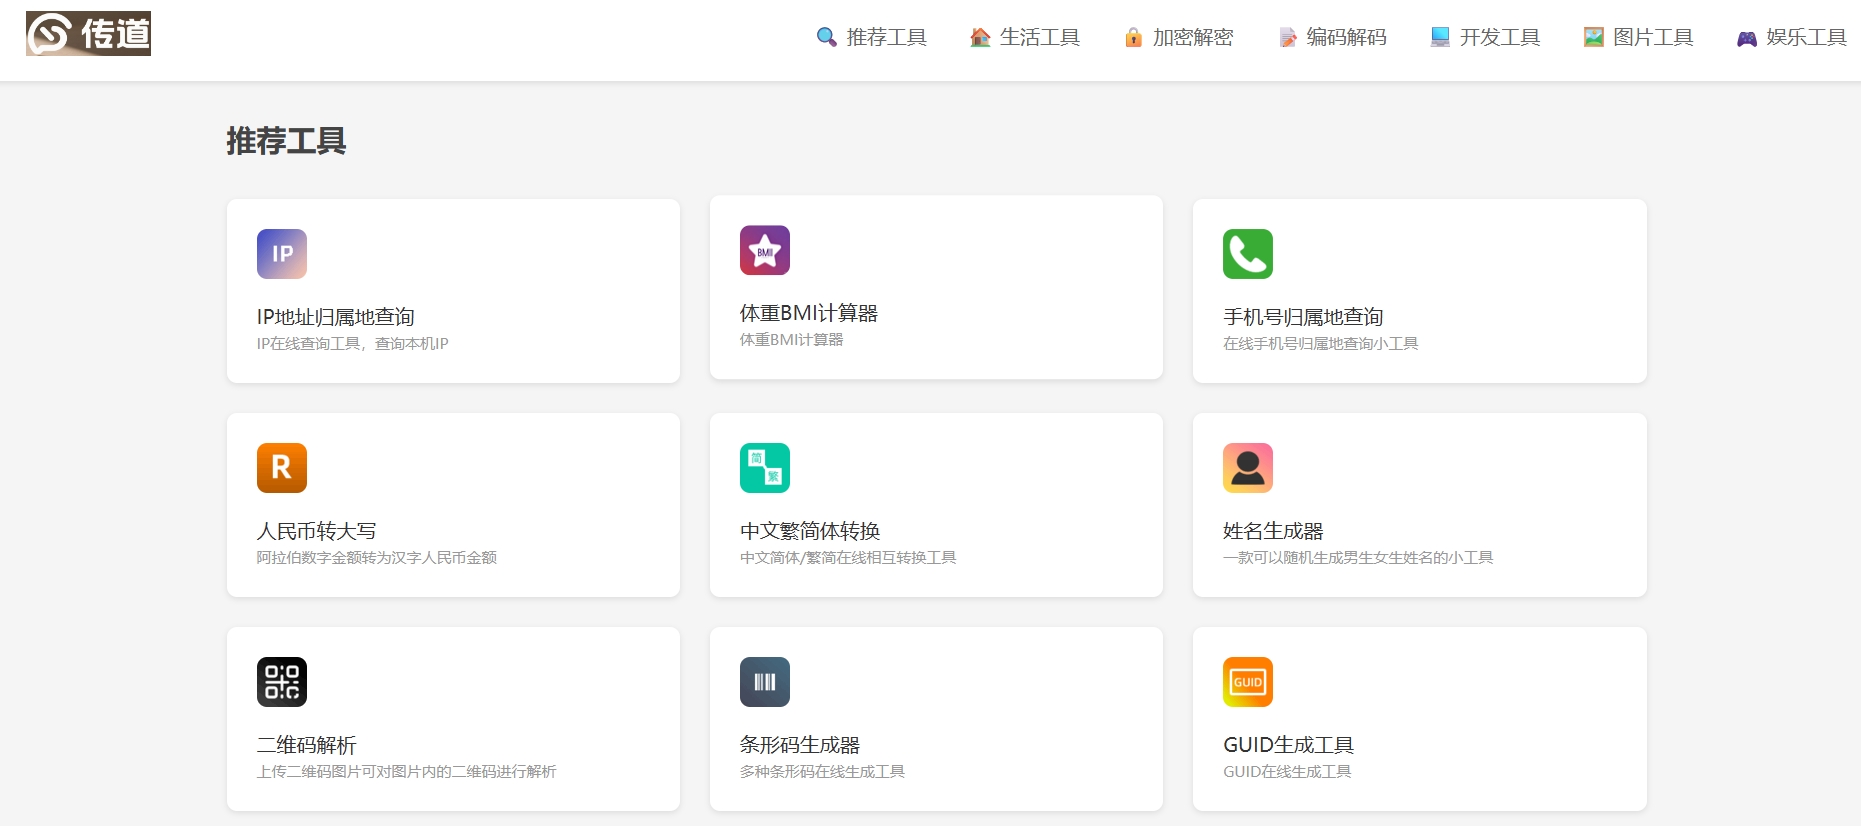 传道
推荐工具
生活工具
加密解密
编码解码
开发工具
图片工具
娱乐工具
推荐工具
IP
IP地址归属地查询
IP在线查询工具，查询本机IP
BMI
体重BMI计算器
体重BMI计算器
手机号归属地查询
在线手机号归属地查询小工具
R
人民币转大写
阿拉伯数字金额转为汉字人民币金额
简
繁
中文繁简体转换
中文简体/繁简在线相互转换工具
姓名生成器
一款可以随机生成男生女生姓名的小工具
二维码解析
上传二维码图片可对图片内的二维码进行解析
条形码生成器
多种条形码在线生成工具
GUID
GUID生成工具
GUID在线生成工具